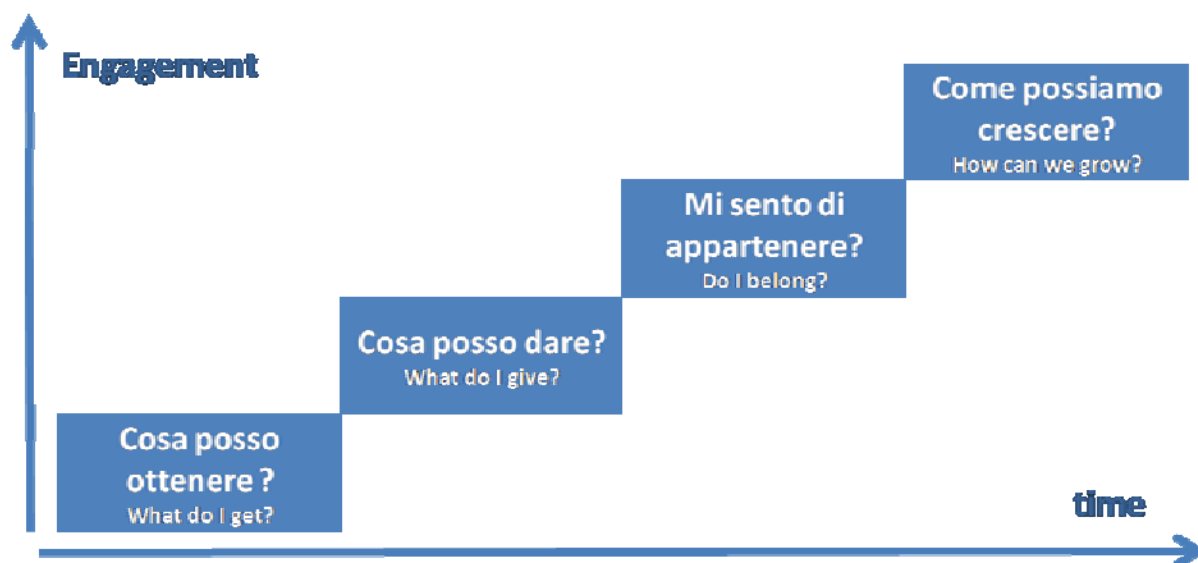 Engagement
Come possiamo
crescere?
How can we grow?
Mi sento di
appartenere?
Do I belong?
Cosa posso dare?
What do I give?
Cosa posso
ottenere ?
What do I get?
time